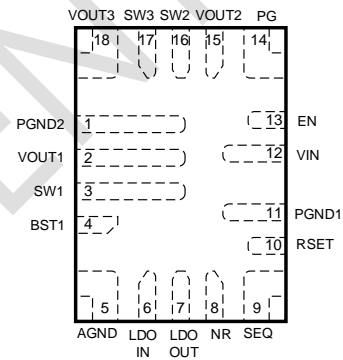 VOUT3 SW3 SW2 VOUT2 PG
18 17 16 15 14
PGND2 1
13 EN
VOUT1 2
12 VIN
SW1 3
BST1 4
11 PGND1
10 RSET
5 6 7 8 9
AGND LDO LDO NR SEQ
IN OUT